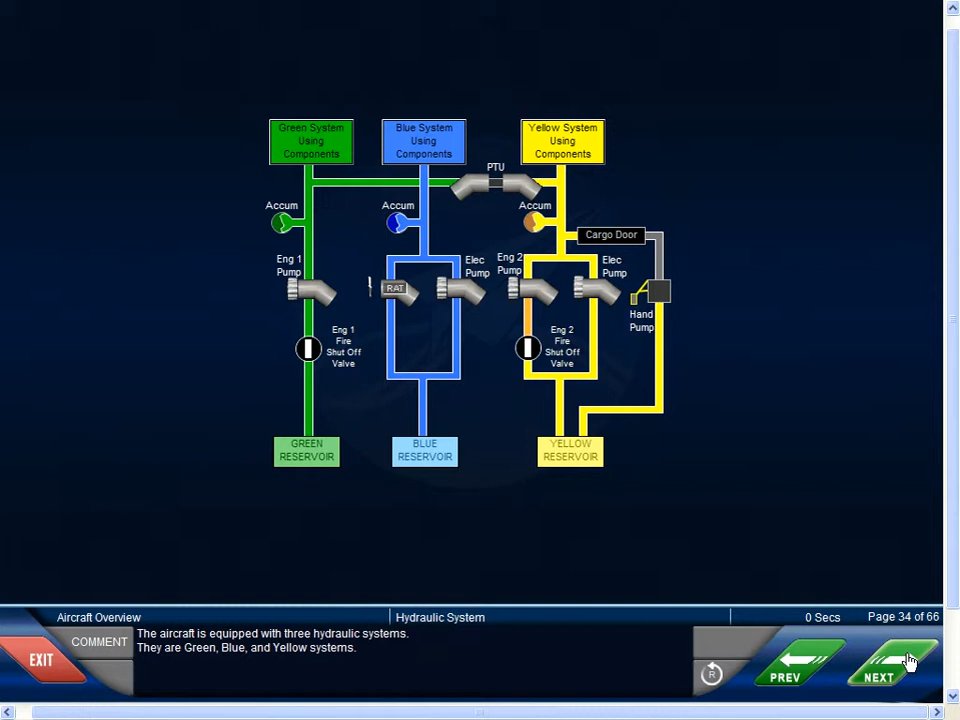 Green System
Using
Components
Blue System
Using
Components
Yellow System
Using
Components
PTU
Accum
Accum
Accum
Cargo Door
Eng 1
Pump
RAT
Elec
Pump
Eng 2
Pump
Elec
Pump
Hand
Pump
Eng 1
Fire
Shut Off
Valve
Eng 2
Fire
Shut Off
Valve
GREEN
RESERVOIR
BLUE
RESERVOIR
YELLOW
RESERVOIR
Aircraft Overview
Hydraulic System
0 Secs
Page 34 of 66
EXIT
COMMENT
The aircraft is equipped with three hydraulic systems.
They are Green, Blue, and Yellow systems.
R
PREV
NEXT